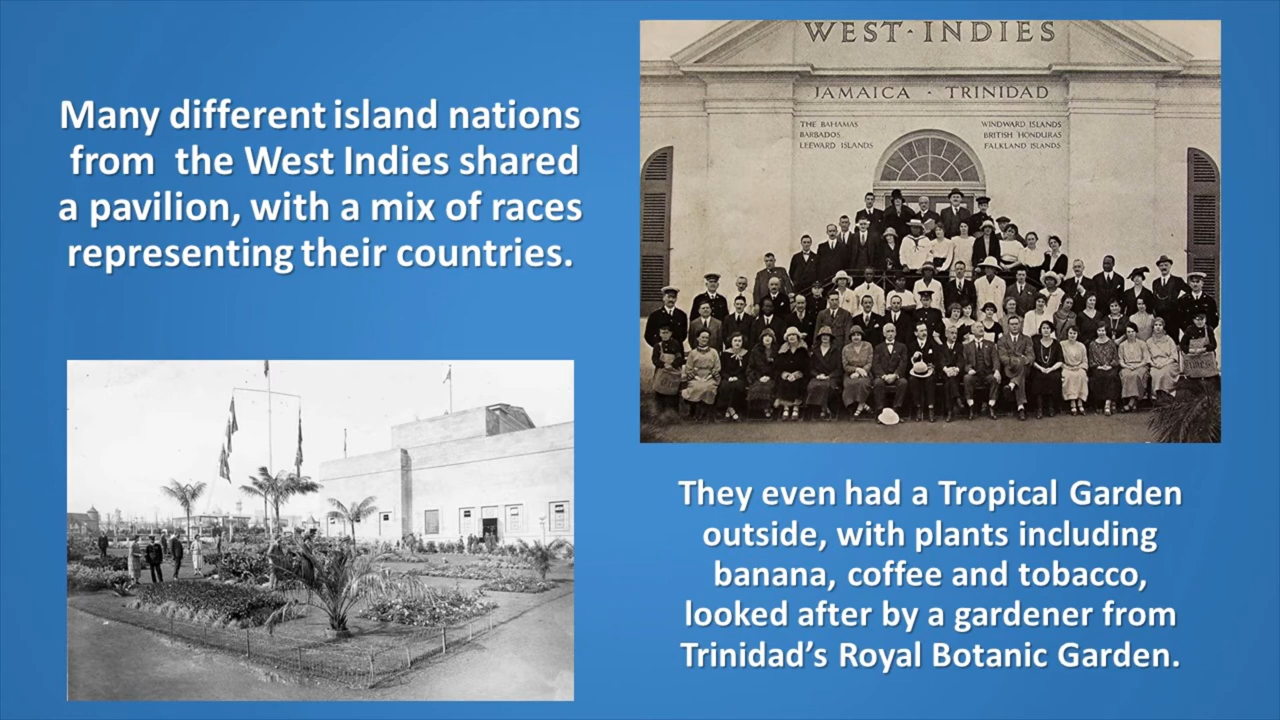 Many different island nations
from the West Indies shared
a pavilion, with a mix of races
representing their countries.
WEST·INDIES
JAMAICA · TRINIDAD
THE BAHAMAS
BARBADOS
LEEWARD ISLANDS
WINDWARD ISLANDS
BRITISH HONDURAS
FALKLAND ISLANDS
They even had a Tropical Garden
outside, with plants including
banana, coffee and tobacco,
looked after by a gardener from
Trinidad’s Royal Botanic Garden.